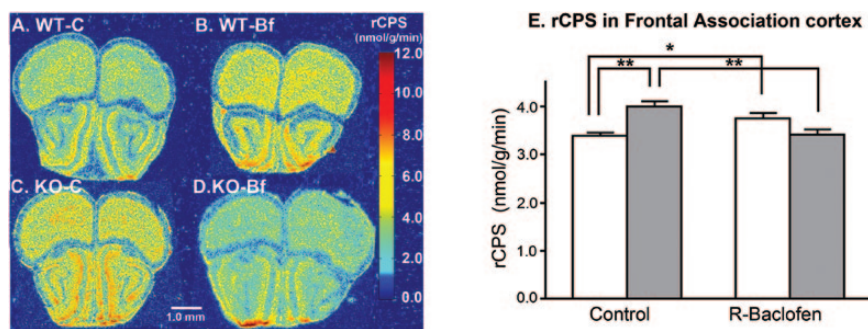 A. WT-C
B. WT-Bf
rCPS
(nmol/g/min)
12.0
10.0
8.0
6.0
4.0
2.0
0.0
C. KO-C
D.KO-Bf
1.0 mm
E. rCPS in Frontal Association cortex
*
**
**
rCPS (nmol/g/min)
4.0
3.0
2.0
1.0
0.0
Control
R-Baclofen